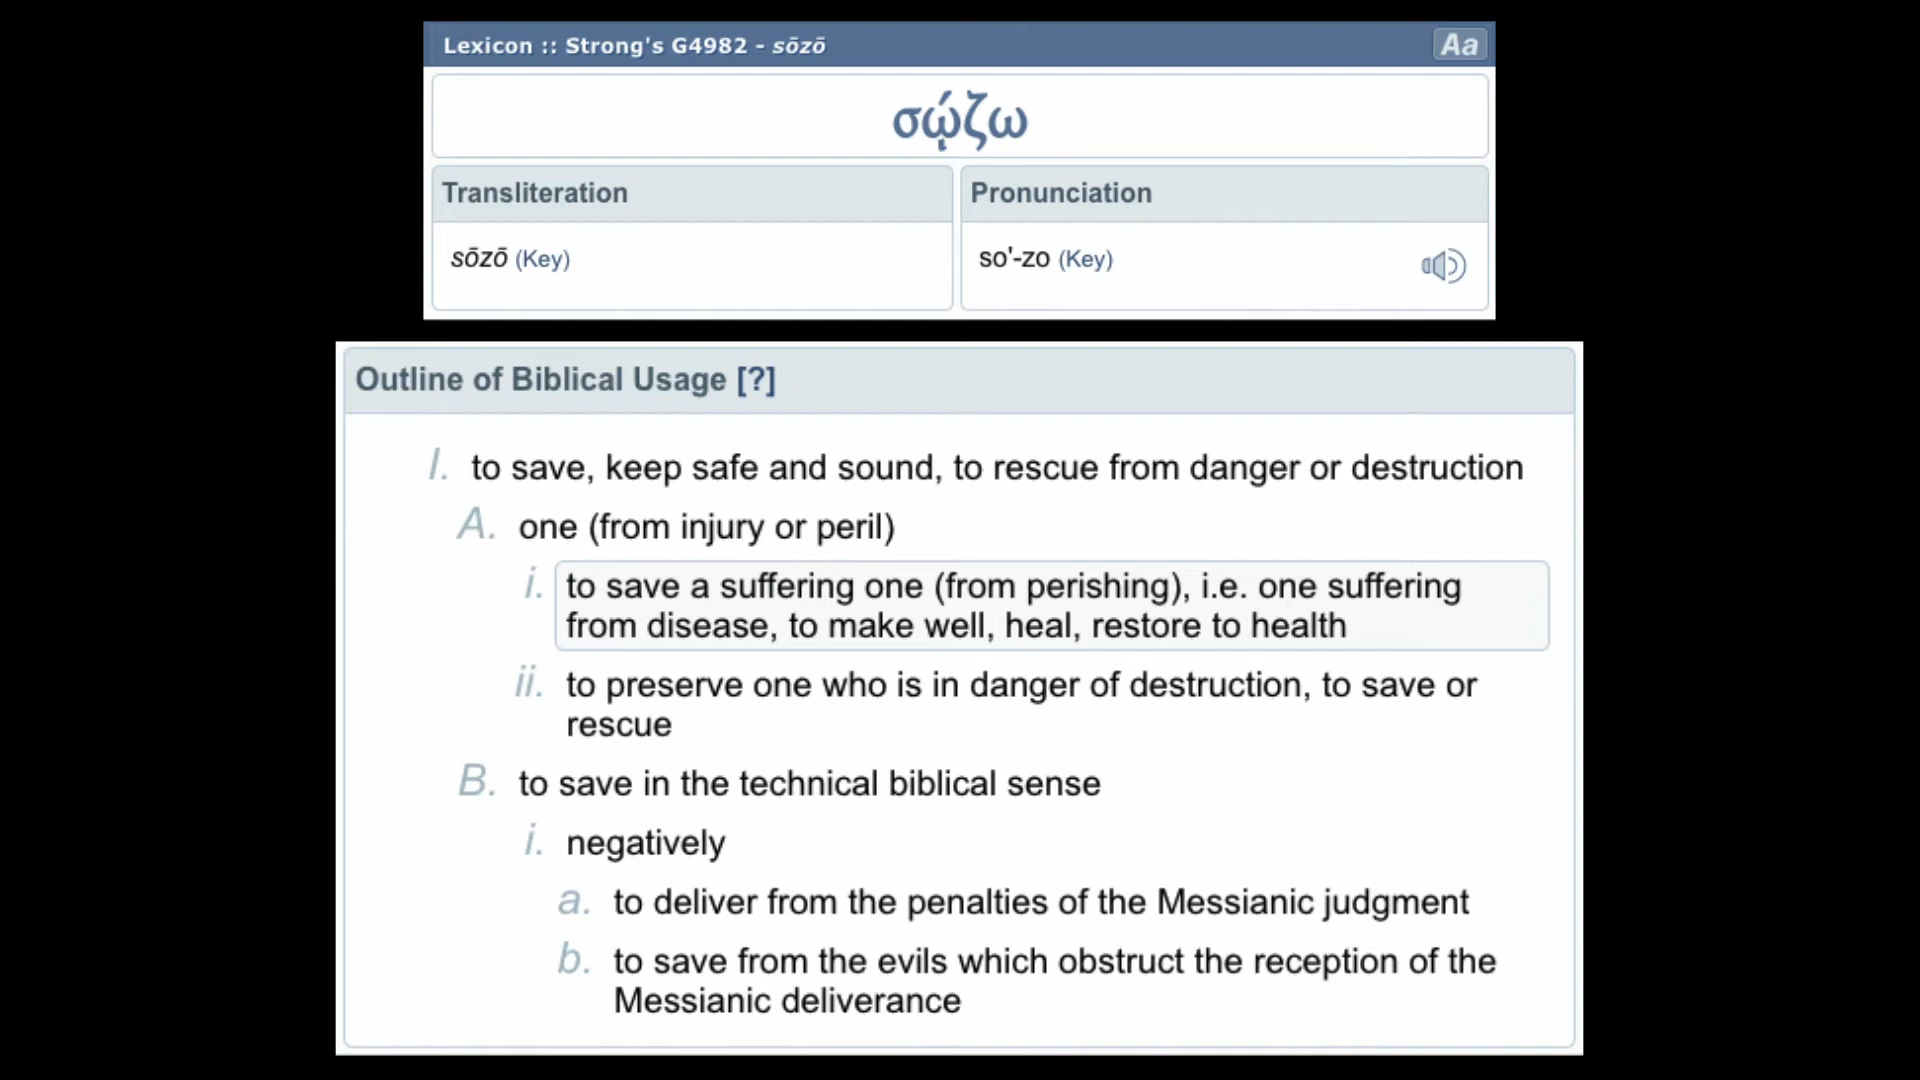 Lexicon :: Strong's G4982 - sōzō
Aa
σῴζω
Transliteration
Pronunciation
sōzō (Key)
so'-zo (Key)
Outline of Biblical Usage [?]
I. to save, keep safe and sound, to rescue from danger or destruction
A. one (from injury or peril)
i. to save a suffering one (from perishing), i.e. one suffering
from disease, to make well, heal, restore to health
ii. to preserve one who is in danger of destruction, to save or
rescue
B. to save in the technical biblical sense
i. negatively
a. to deliver from the penalties of the Messianic judgment
b. to save from the evils which obstruct the reception of the
Messianic deliverance